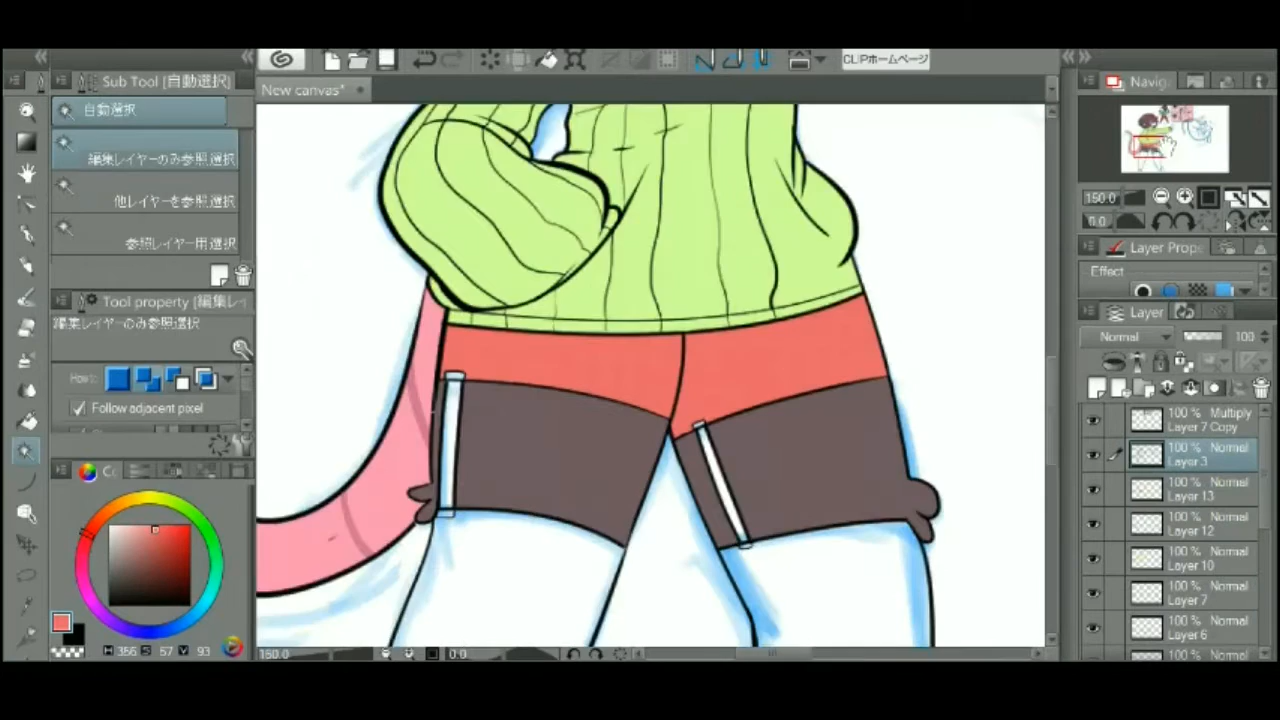 Sub Tool [自動選択]
自動選択
編集レイヤーのみ参照選択
他レイヤーを参照選択
参照レイヤー用選択
Tool property [編集レイ
編集レイヤーのみ参照選択
Follow adjacent pixel
Cc
H 356 S 57 V 93
CLIPホームページ
New canvas*
150.0
0.0
Navig
150.0
0.0
Layer Prope
Effect
Layer
Normal
100
100 % Multiply
Layer 7 Copy
100 % Normal
Layer 3
100 % Normal
Layer 13
100 % Normal
Layer 12
100 % Normal
Layer 10
100 % Normal
Layer 7
100 % Normal
Layer 6
100 % Normal